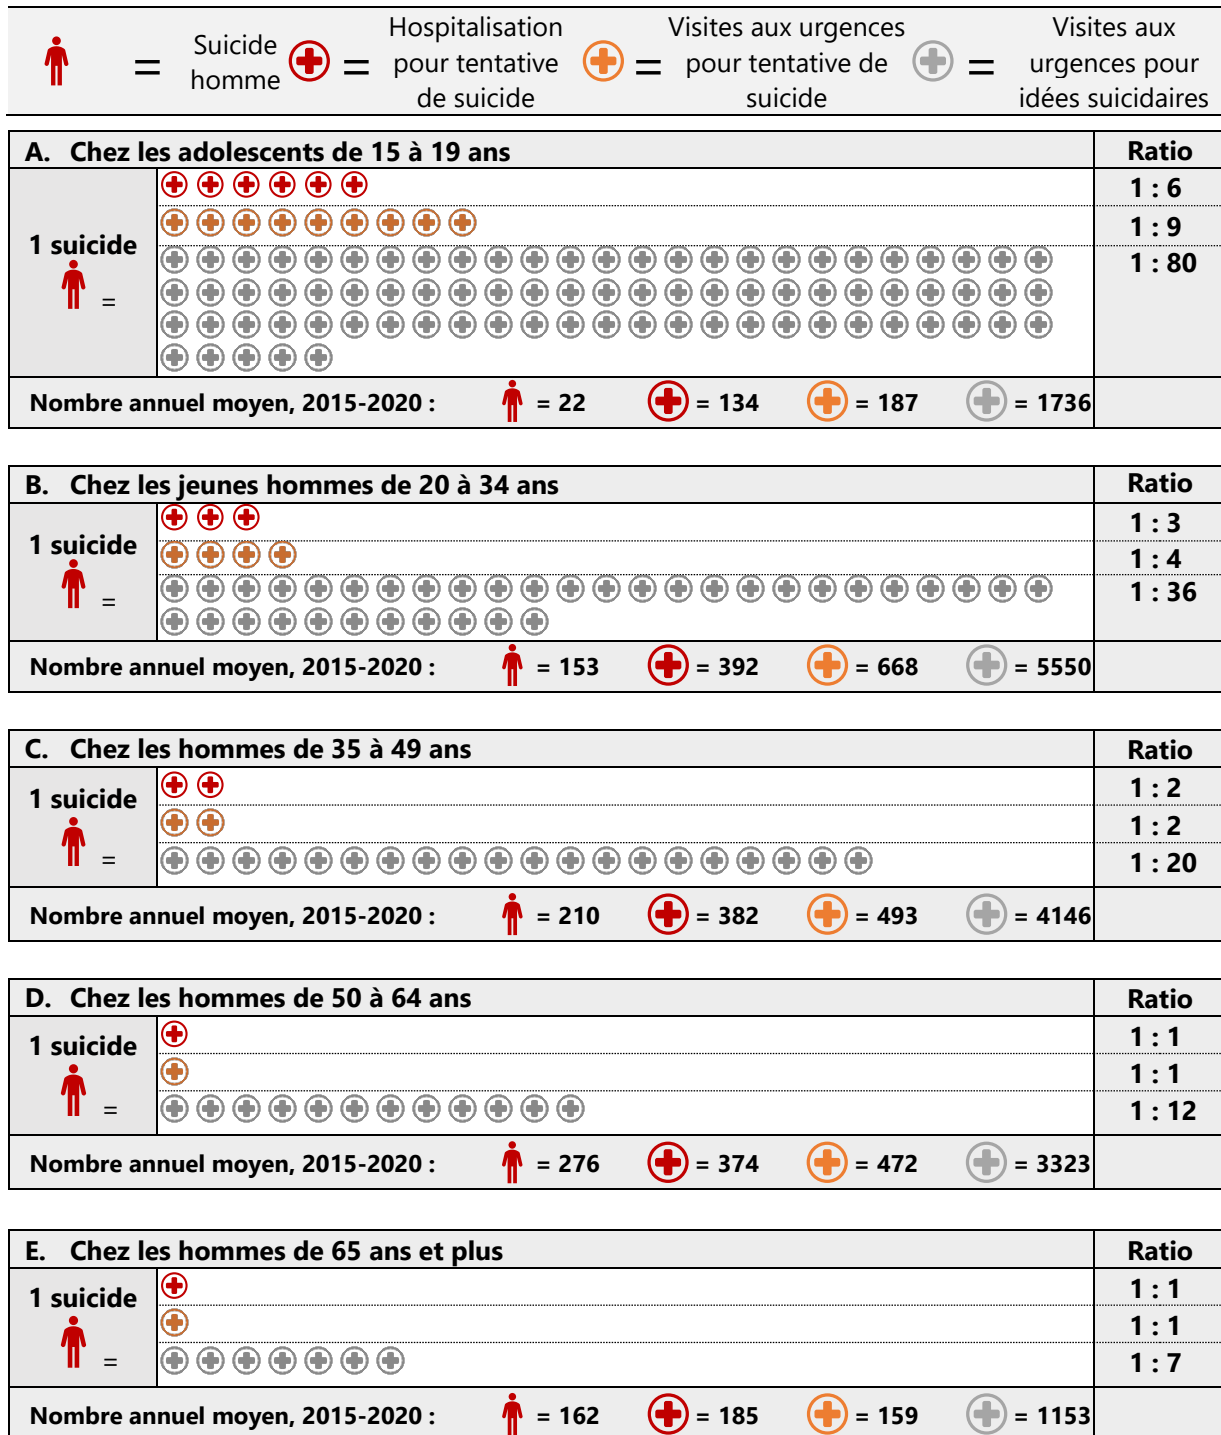 = Suicide homme = Hospitalisation pour tentative de suicide = Visites aux urgences pour tentative de suicide = Visites aux urgences pour idées suicidaires
A. Chez les adolescents de 15 à 19 ans Ratio
1 suicide =
1 : 6
1 : 9
1 : 80
Nombre annuel moyen, 2015-2020 : = 22 = 134 = 187 = 1736
B. Chez les jeunes hommes de 20 à 34 ans Ratio
1 suicide =
1 : 3
1 : 4
1 : 36
Nombre annuel moyen, 2015-2020 : = 153 = 392 = 668 = 5550
C. Chez les hommes de 35 à 49 ans Ratio
1 suicide =
1 : 2
1 : 2
1 : 20
Nombre annuel moyen, 2015-2020 : = 210 = 382 = 493 = 4146
D. Chez les hommes de 50 à 64 ans Ratio
1 suicide =
1 : 1
1 : 1
1 : 12
Nombre annuel moyen, 2015-2020 : = 276 = 374 = 472 = 3323
E. Chez les hommes de 65 ans et plus Ratio
1 suicide =
1 : 1
1 : 1
1 : 7
Nombre annuel moyen, 2015-2020 : = 162 = 185 = 159 = 1153